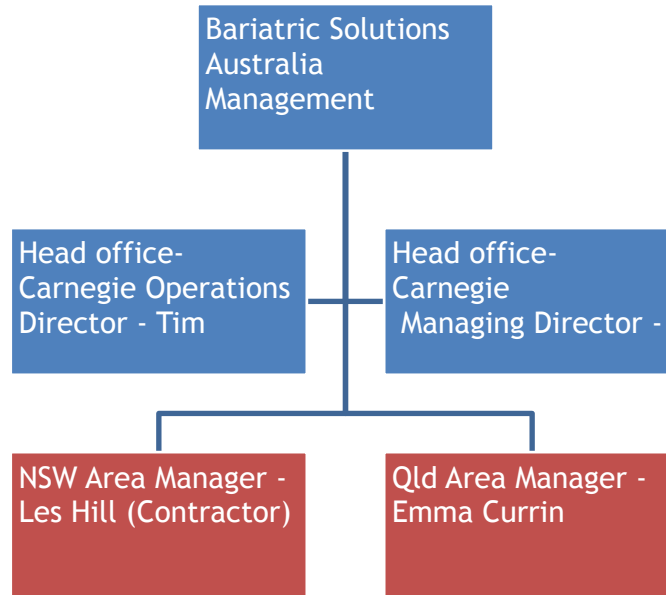 Bariatric Solutions
Australia
Management
Head office-
Carnegie Operations
Director - Tim
Head office-
Carnegie
Managing Director -
NSW Area Manager -
Les Hill (Contractor)
Qld Area Manager -
Emma Currin